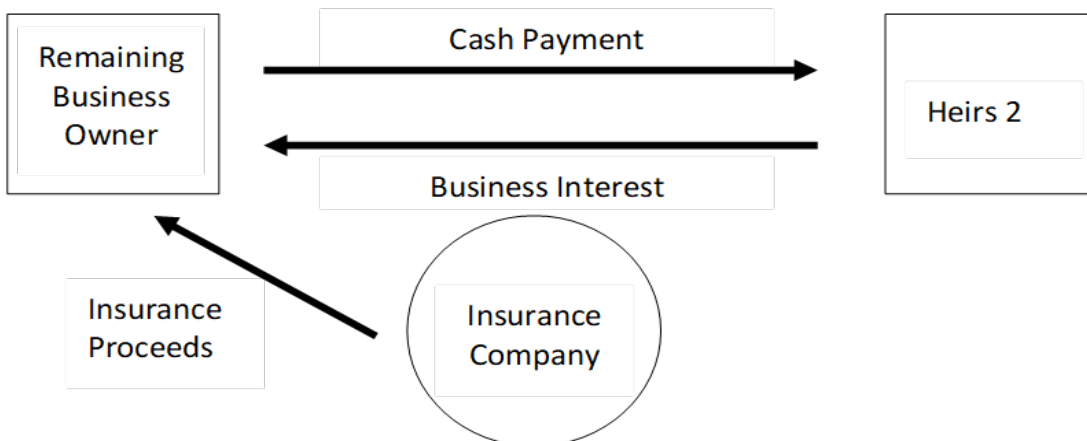 Remaining
Business
Owner
Cash Payment
Heirs 2
Business Interest
Insurance
Proceeds
Insurance
Company